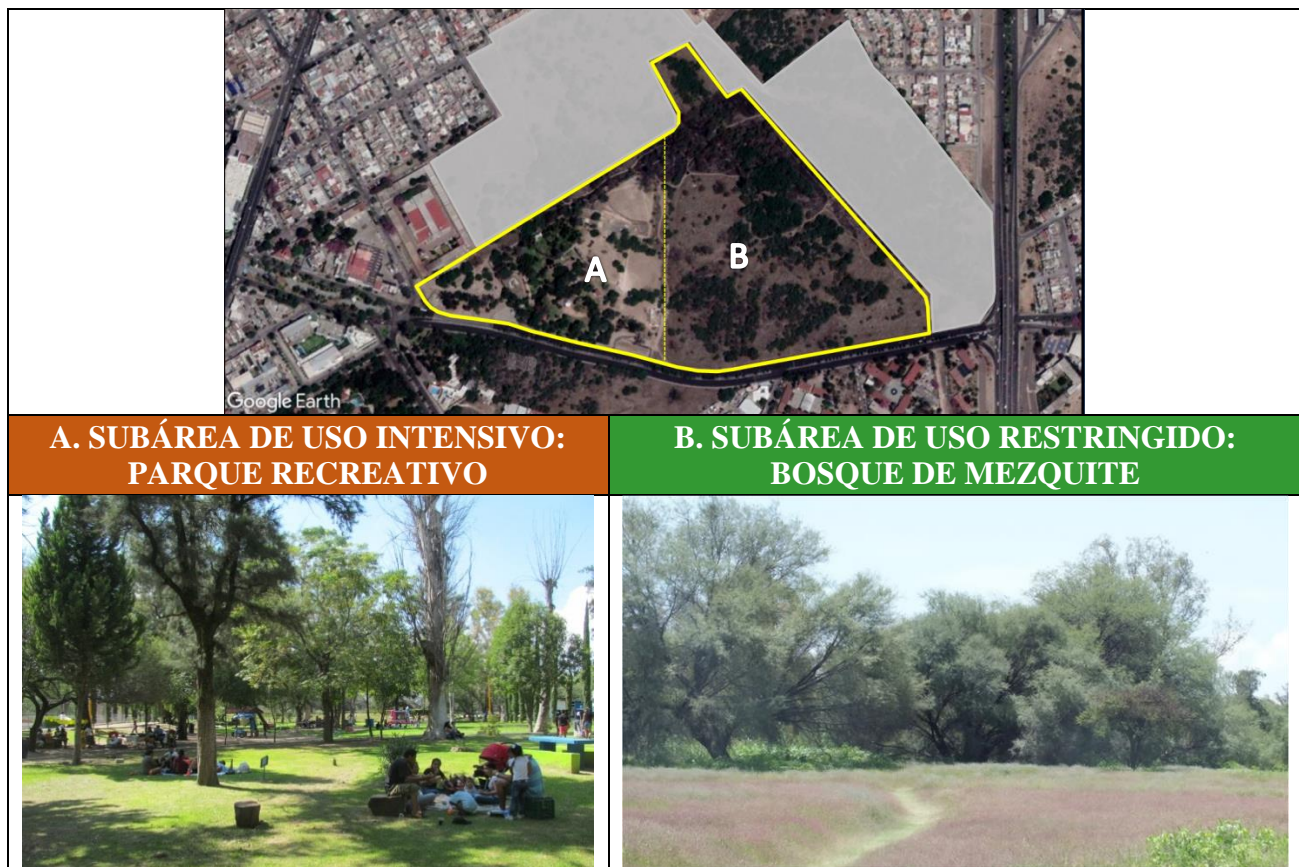 A
B
Google Earth
A. SUBÁREA DE USO INTENSIVO:
PARQUE RECREATIVO
B. SUBÁREA DE USO RESTRINGIDO:
BOSQUE DE MEZQUITE